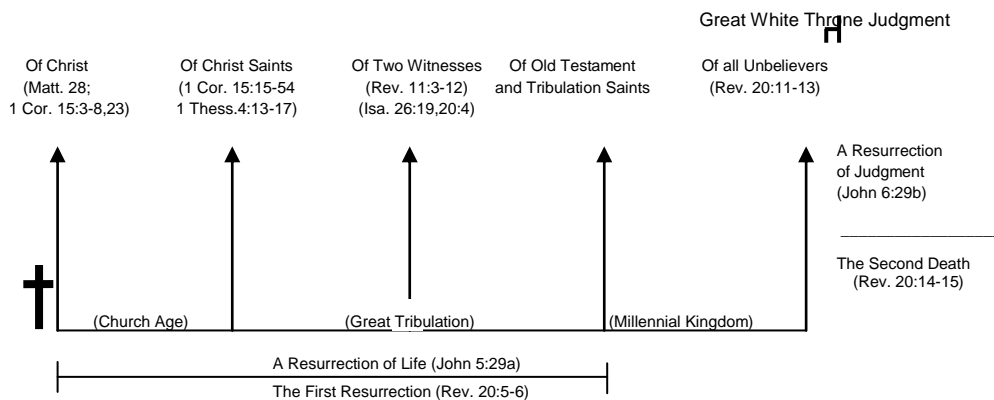 Great White Throne Judgment
Of Christ
(Matt. 28;
1 Cor. 15:3-8,23)
Of Christ Saints
(1 Cor. 15:15-54
1 Thess.4:13-17)
Of Two Witnesses
(Rev. 11:3-12)
(Isa. 26:19,20:4)
Of Old Testament
and Tribulation Saints
Of all Unbelievers
(Rev. 20:11-13)
A Resurrection
of Judgment
(John 6:29b)
The Second Death
(Rev. 20:14-15)
(Church Age)
(Great Tribulation)
(Millennial Kingdom)
A Resurrection of Life (John 5:29a)
The First Resurrection (Rev. 20:5-6)